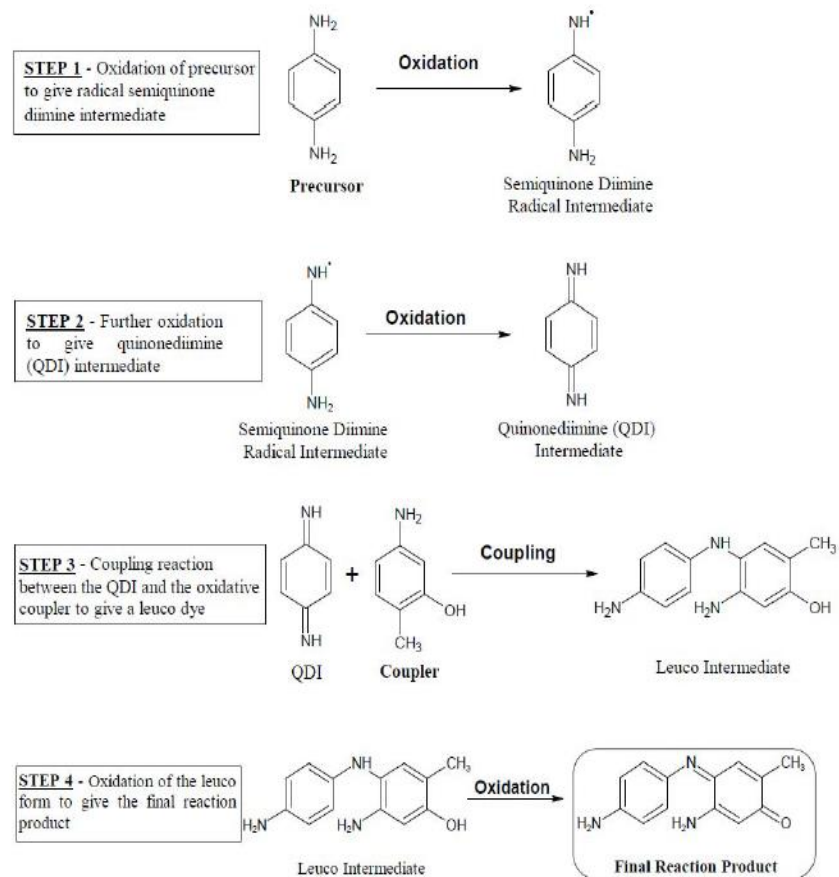 NH2
NH•
STEP 1 - Oxidation of precursor
to give radical semiquinone
diimine intermediate
Oxidation
NH2
NH2
Precursor
Semiquinone Diimine
Radical Intermediate
NH•
NH
STEP 2 - Further oxidation
to give quinonediimine
(QDI) intermediate
Oxidation
NH2
NH
Semiquinone Diimine
Radical Intermediate
Quinonediimine (QDI)
Intermediate
NH
NH2
STEP 3 - Coupling reaction
between the QDI and the oxidative
coupler to give a leuco dye
+
Coupling
NH
CH3
OH
H2N
H2N
OH
NH
CH3
QDI
Coupler
Leuco Intermediate
STEP 4 - Oxidation of the leuco
form to give the final reaction
product
NH
CH3
Oxidation
N
CH3
H2N
H2N
OH
H2N
H2N
O
Leuco Intermediate
Final Reaction Product